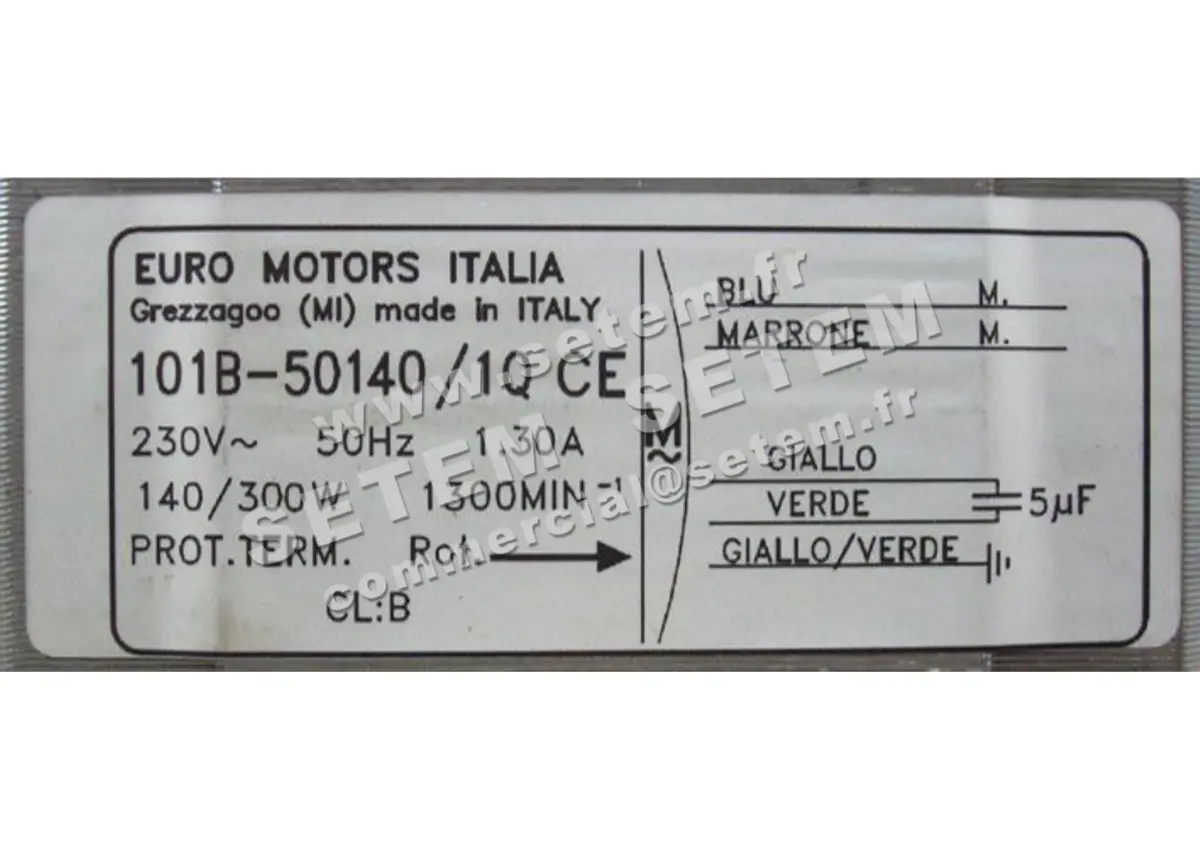 EURO MOTORS ITALIA
Grezzagoo (MI) made in ITALY
101B-50140/1Q CE
230V~ 50Hz 1.30A
140/300W 1300MIN⁻¹
PROT.TERM. Rot.
CL:B
M
~
BLU M.
MARRONE M.
GIALLO
VERDE 5µF
GIALLO/VERDE
www.setem.fr
SETEM SETEM
commercial@setem.fr